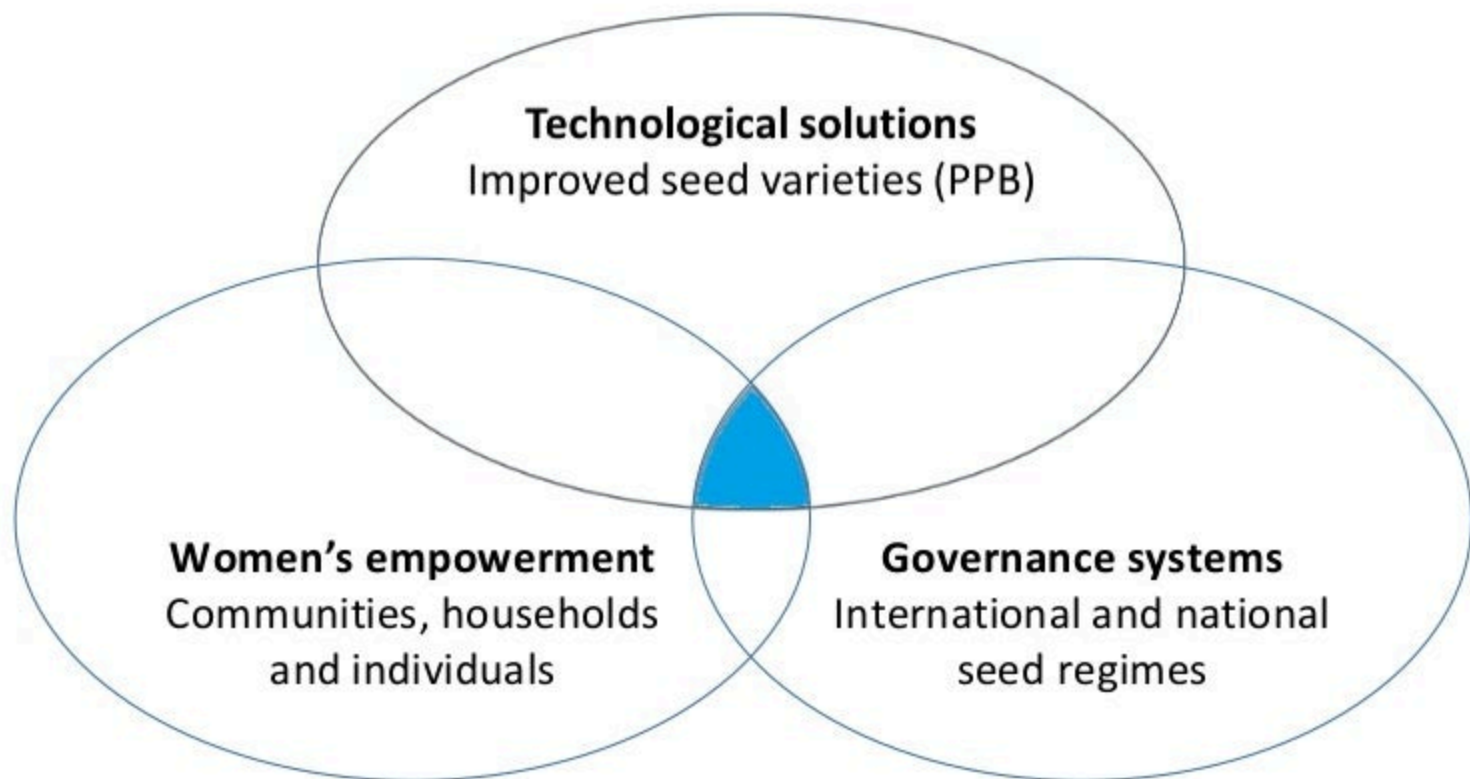 Technological solutions
Improved seed varieties (PPB)
Women’s empowerment
Communities, households
and individuals
Governance systems
International and national
seed regimes